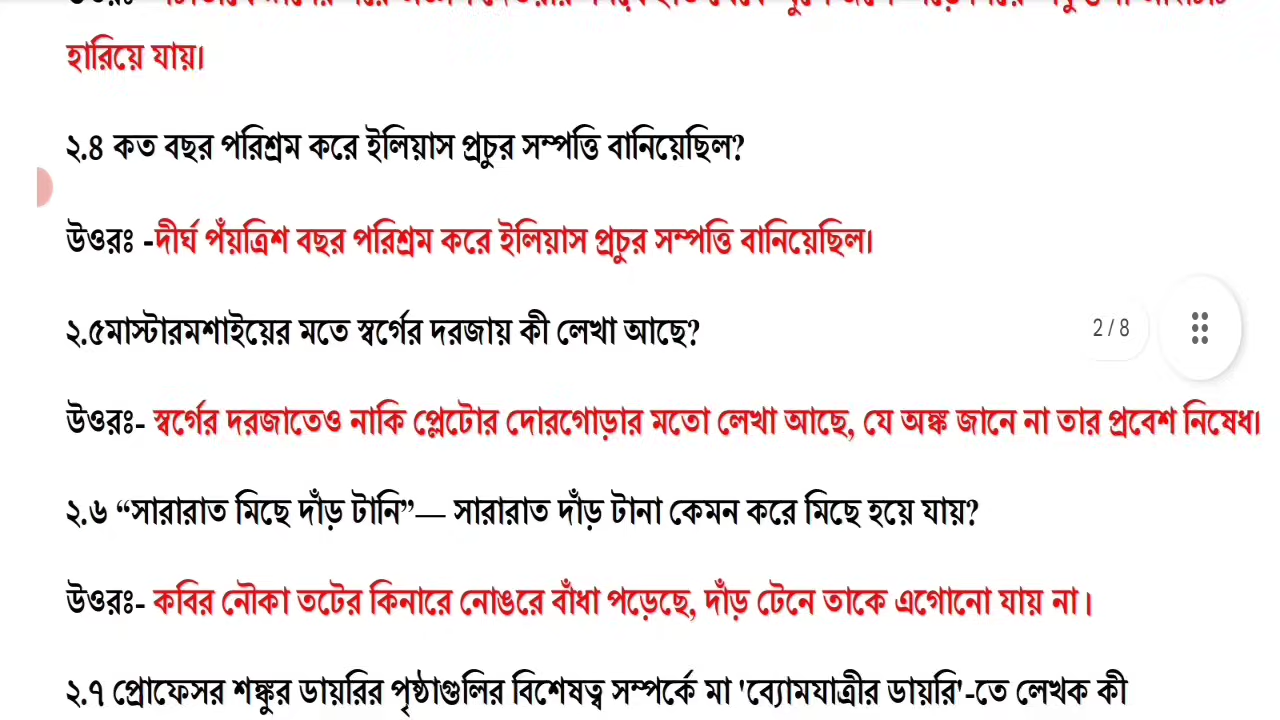 হারিয়ে যায়।
২.৪ কত বছর পরিশ্রম করে ইলিয়াস প্রচুর সম্পত্তি বানিয়েছিল?
উওরঃ -দীর্ঘ পঁয়ত্রিশ বছর পরিশ্রম করে ইলিয়াস প্রচুর সম্পত্তি বানিয়েছিল।
২.৫মাস্টারমশাইয়ের মতে স্বর্গের দরজায় কী লেখা আছে?
2 / 8
উওরঃ- স্বর্গের দরজাতেও নাকি প্লেটোর দোরগোড়ার মতো লেখা আছে, যে অঙ্ক জানে না তার প্রবেশ নিষেধ।
২.৬ “সারারাত মিছে দাঁড় টানি”— সারারাত দাঁড় টানা কেমন করে মিছে হয়ে যায়?
উওরঃ- কবির নৌকা তটের কিনারে নোঙরে বাঁধা পড়েছে, দাঁড় টেনে তাকে এগোনো যায় না।
২.৭ প্রোফেসর শঙ্কুর ডায়রির পৃষ্ঠাগুলির বিশেষত্ব সম্পর্কে মা 'ব্যোমযাত্রীর ডায়রি'-তে লেখক কী